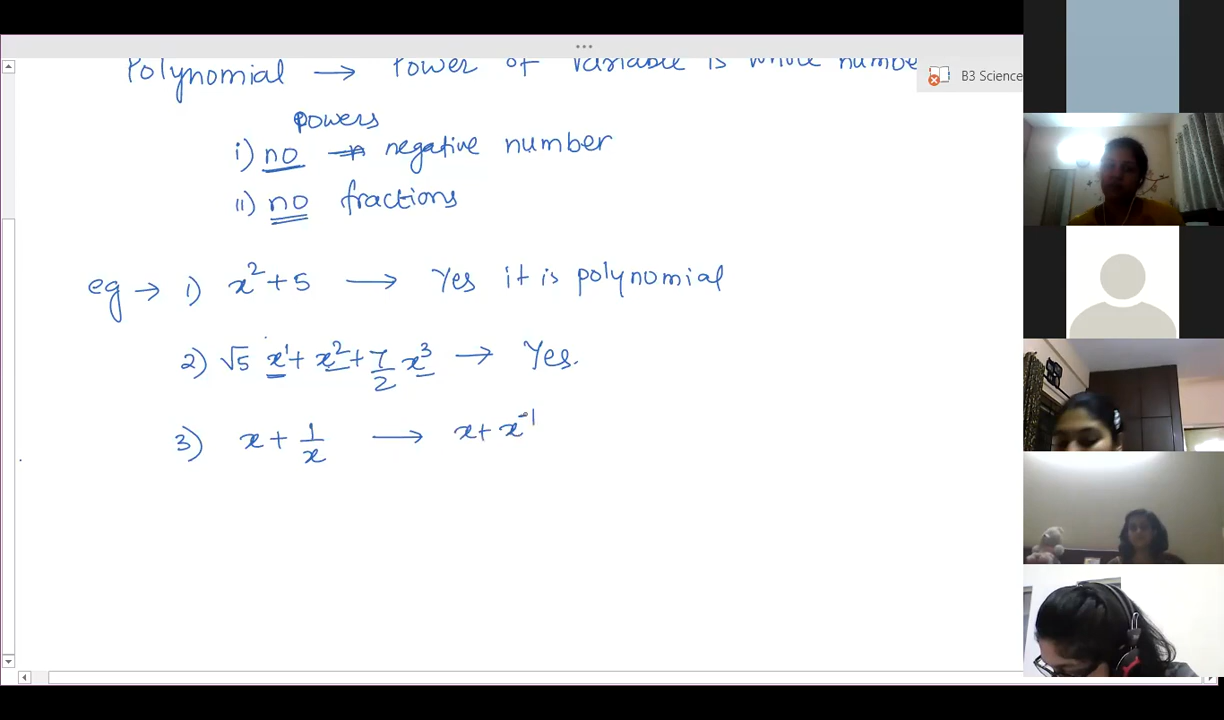 Polynomial → Power of variable is whole numbe
B3 Science
powers
i) no negative number
ii) no fractions
eg → 1) x² + 5 → Yes it is polynomial
2) √5 x¹ + x² + 7/2 x³ → Yes.
3) x + 1/x → x + x⁻¹